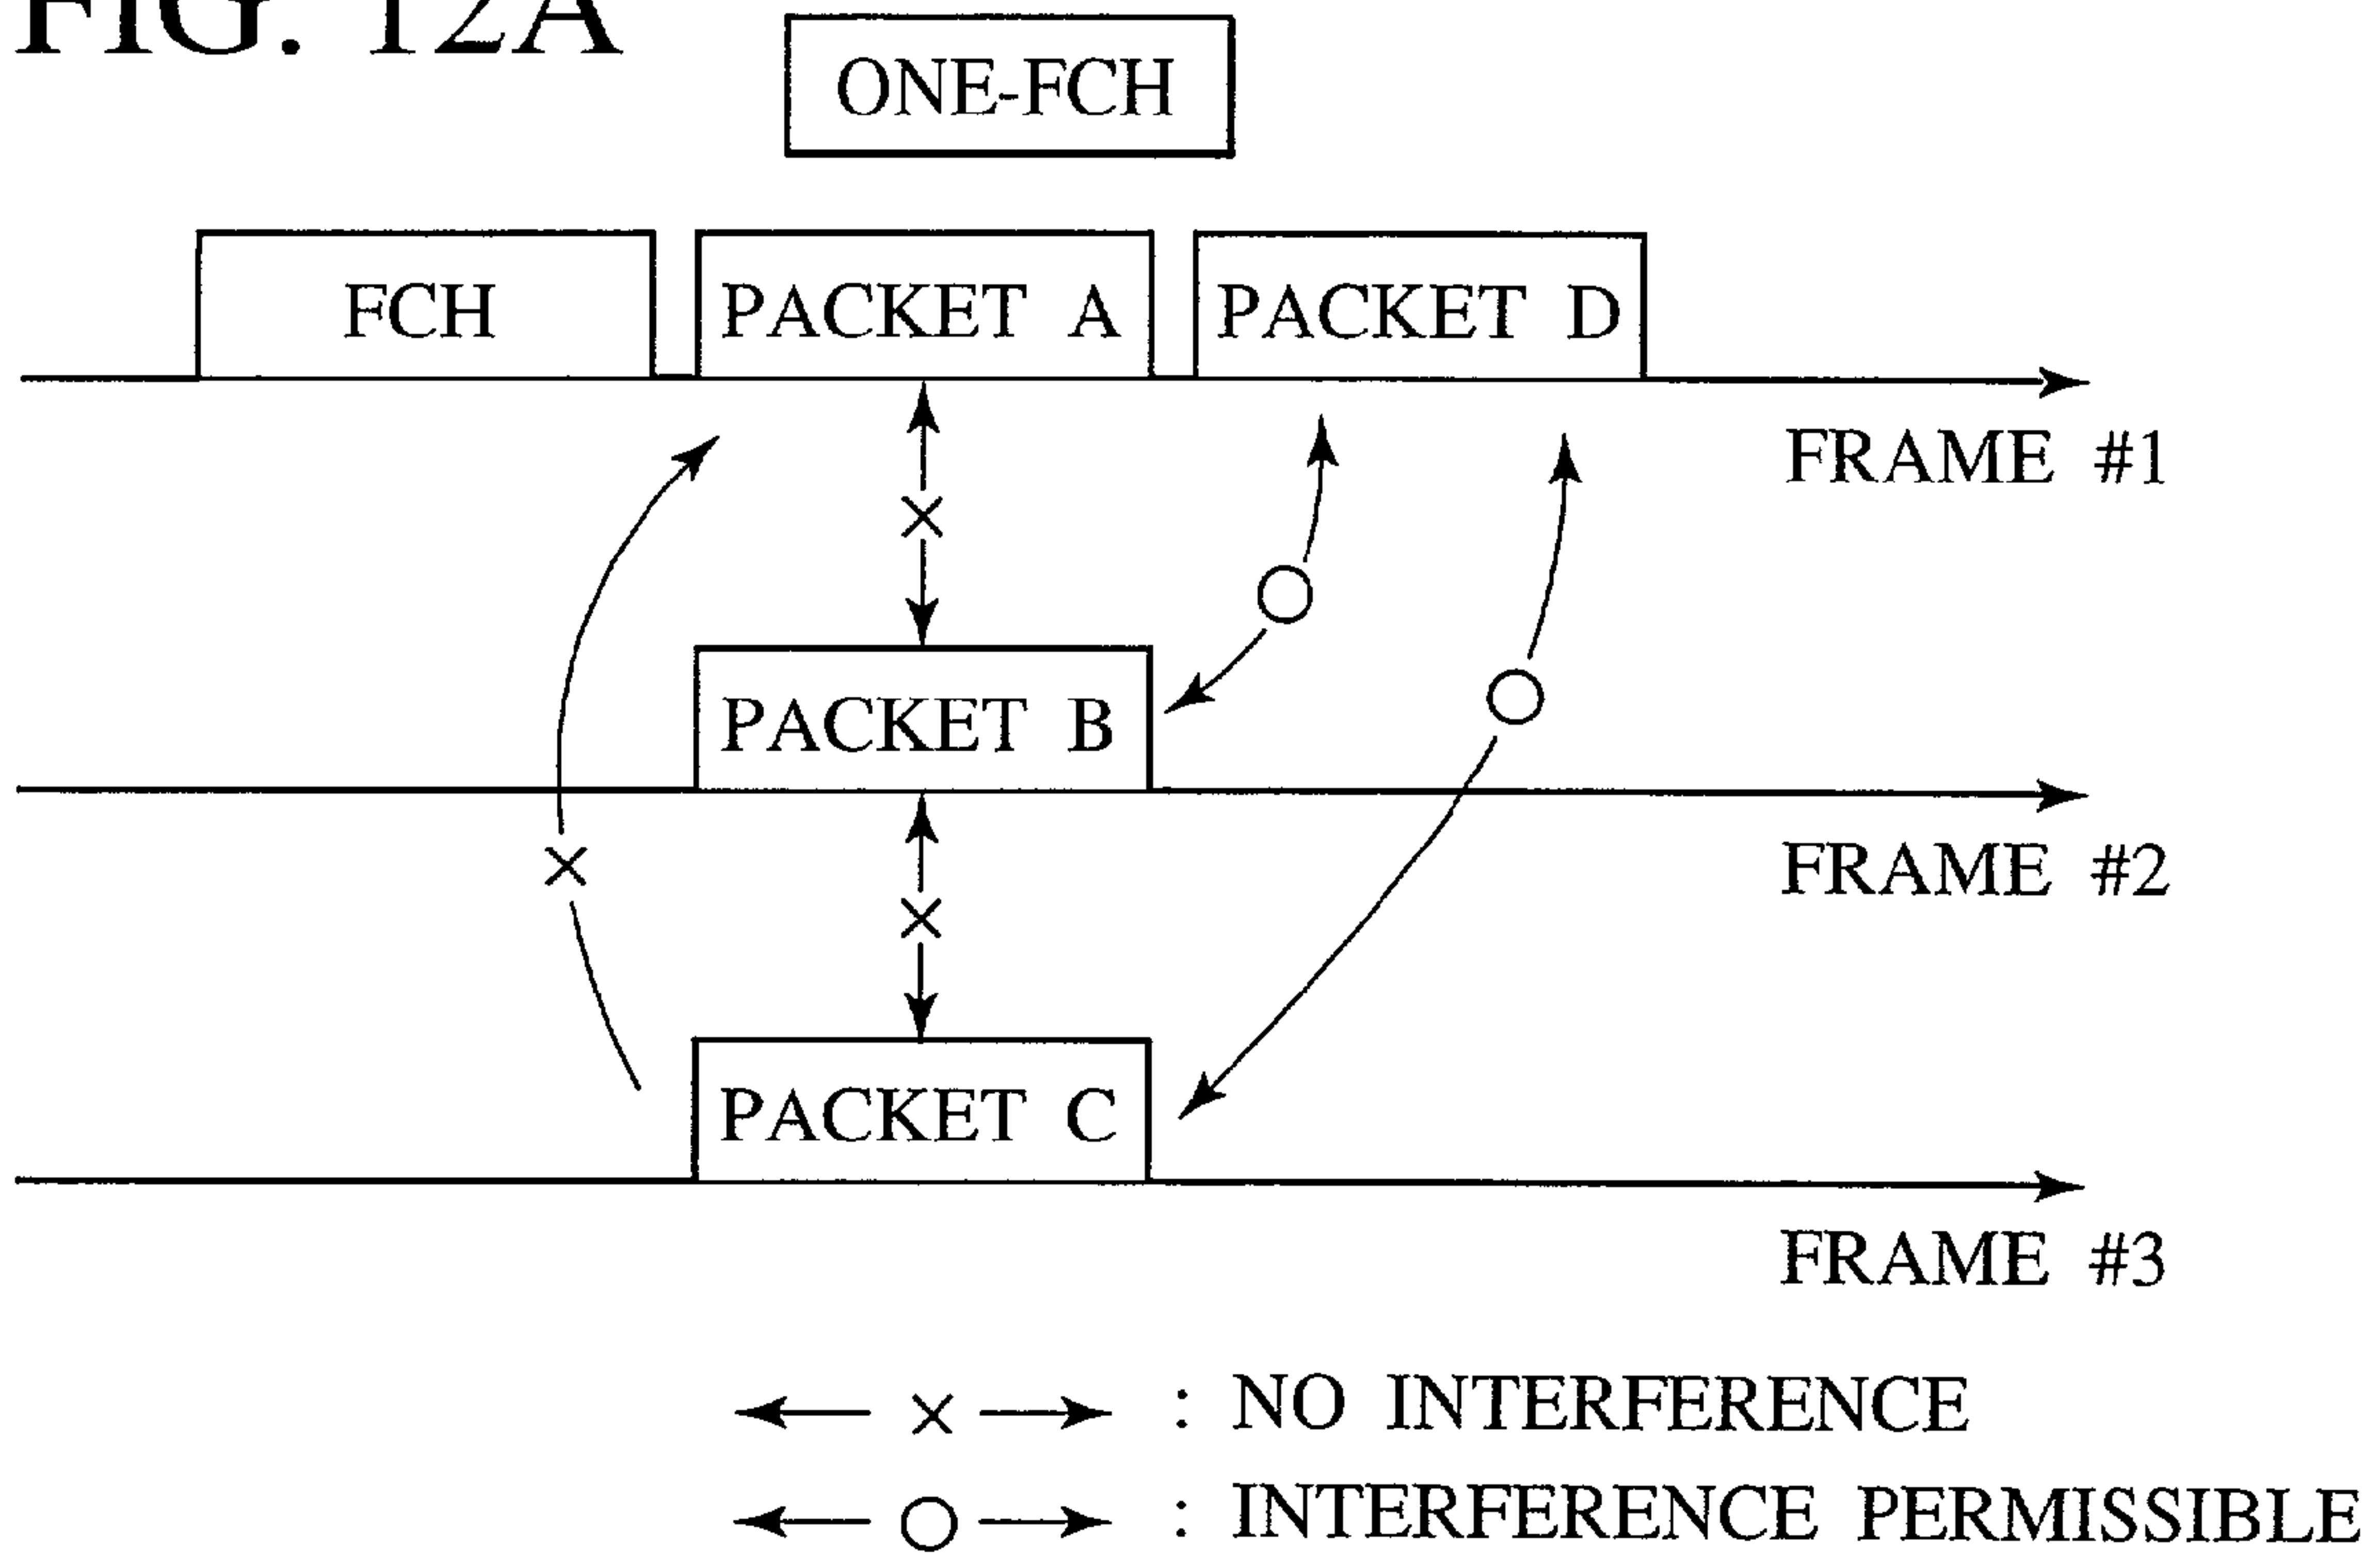 FIG. 12A
ONE-FCH
FCH
PACKET A
PACKET D
FRAME #1
×
PACKET B
FRAME #2
×
×
PACKET C
FRAME #3
× : NO INTERFERENCE
: INTERFERENCE PERMISSIBLE